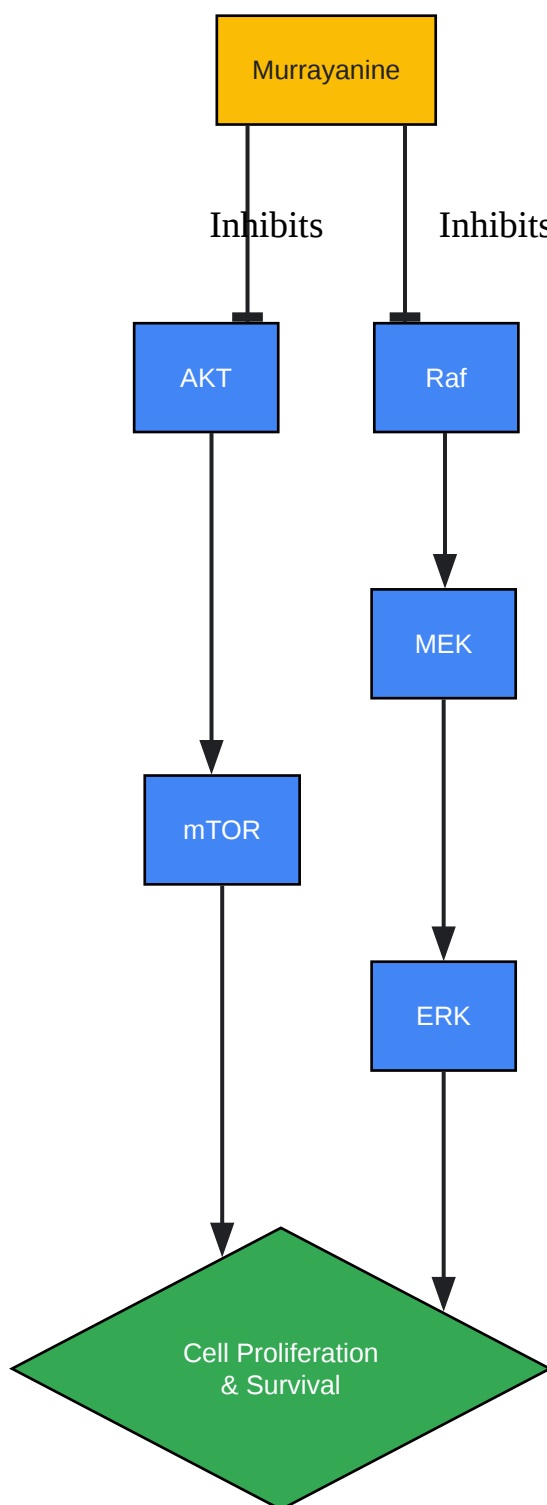 Murrayanine
Inhibits
Inhibits
AKT
Raf
MEK
mTOR
ERK
Cell Proliferation
& Survival